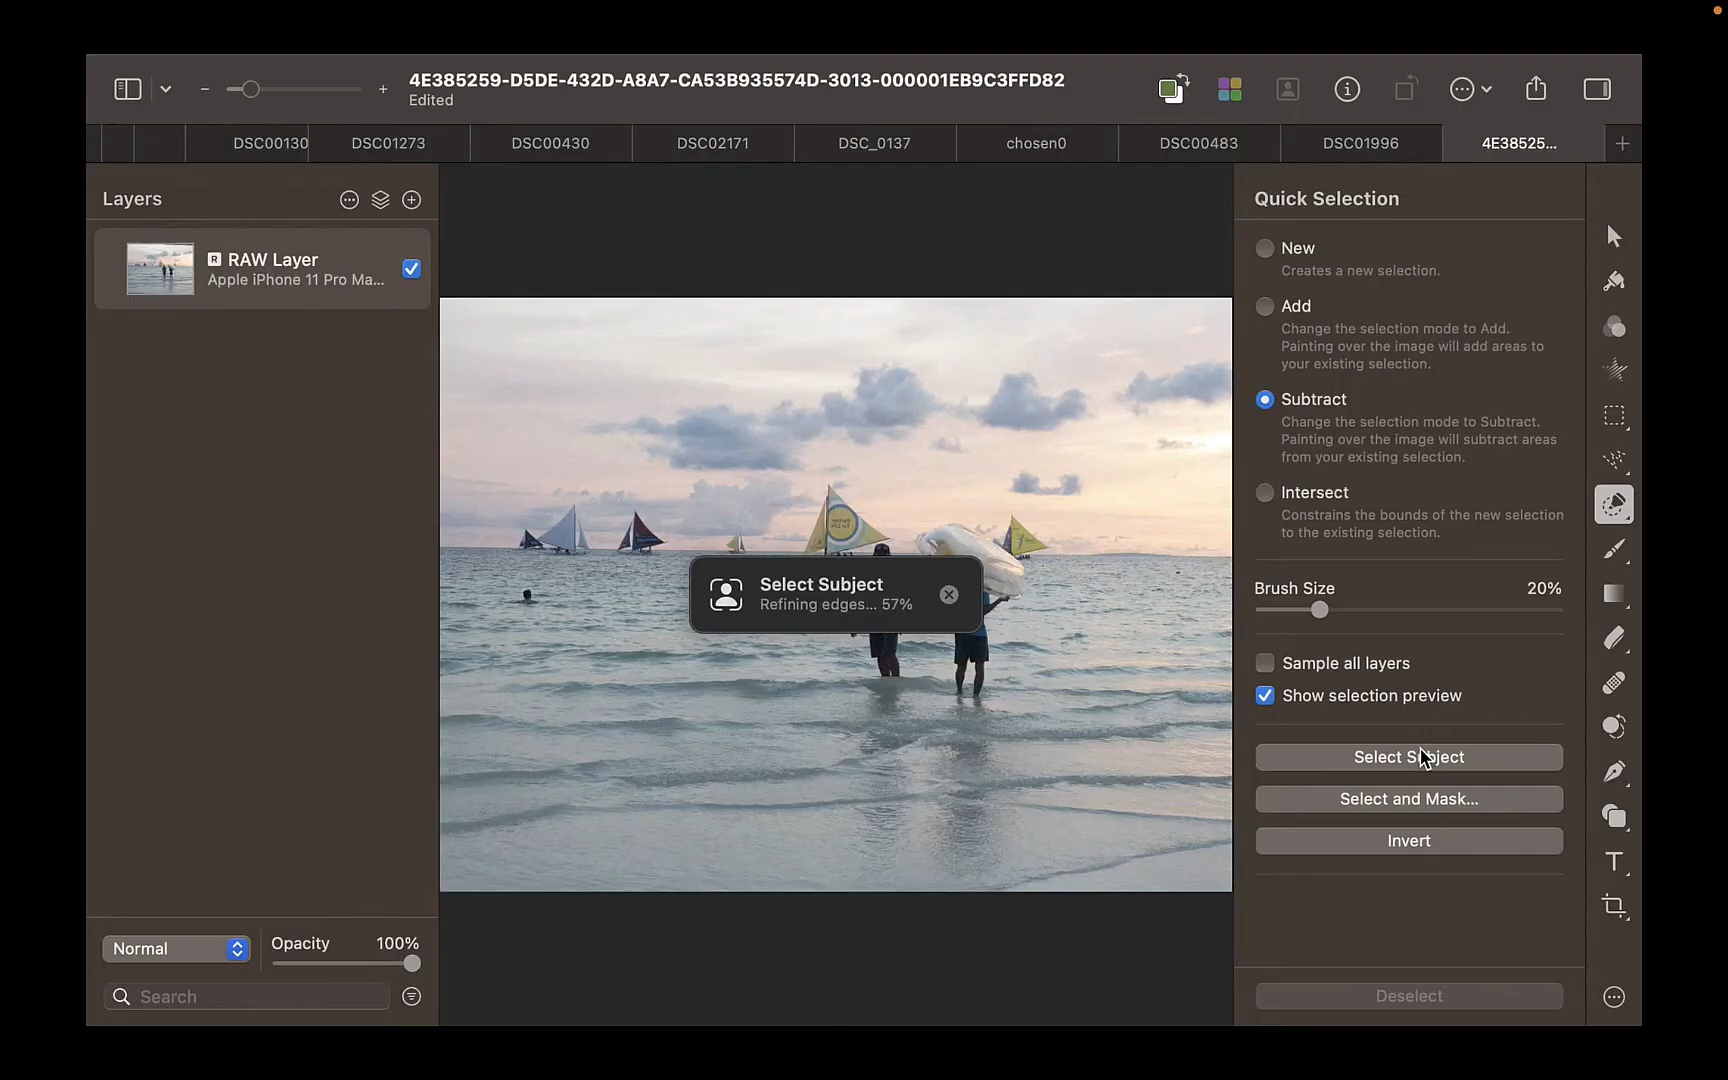 4E385259-D5DE-432D-A8A7-CA53B935574D-3013-000001EB9C3FFD82
Edited
DSC00130
DSC01273
DSC00430
DSC02171
DSC_0137
chosen0
DSC00483
DSC01996
4E38525...
Layers
R RAW Layer
Apple iPhone 11 Pro Ma...
Select Subject
Refining edges... 57%
Normal
Opacity 100%
Search
Quick Selection
New
Creates a new selection.
Add
Change the selection mode to Add.
Painting over the image will add areas to
your existing selection.
Subtract
Change the selection mode to Subtract.
Painting over the image will subtract areas
from your existing selection.
Intersect
Constrains the bounds of the new selection
to the existing selection.
Brush Size 20%
Sample all layers
Show selection preview
Select Subject
Select and Mask...
Invert
Deselect
T